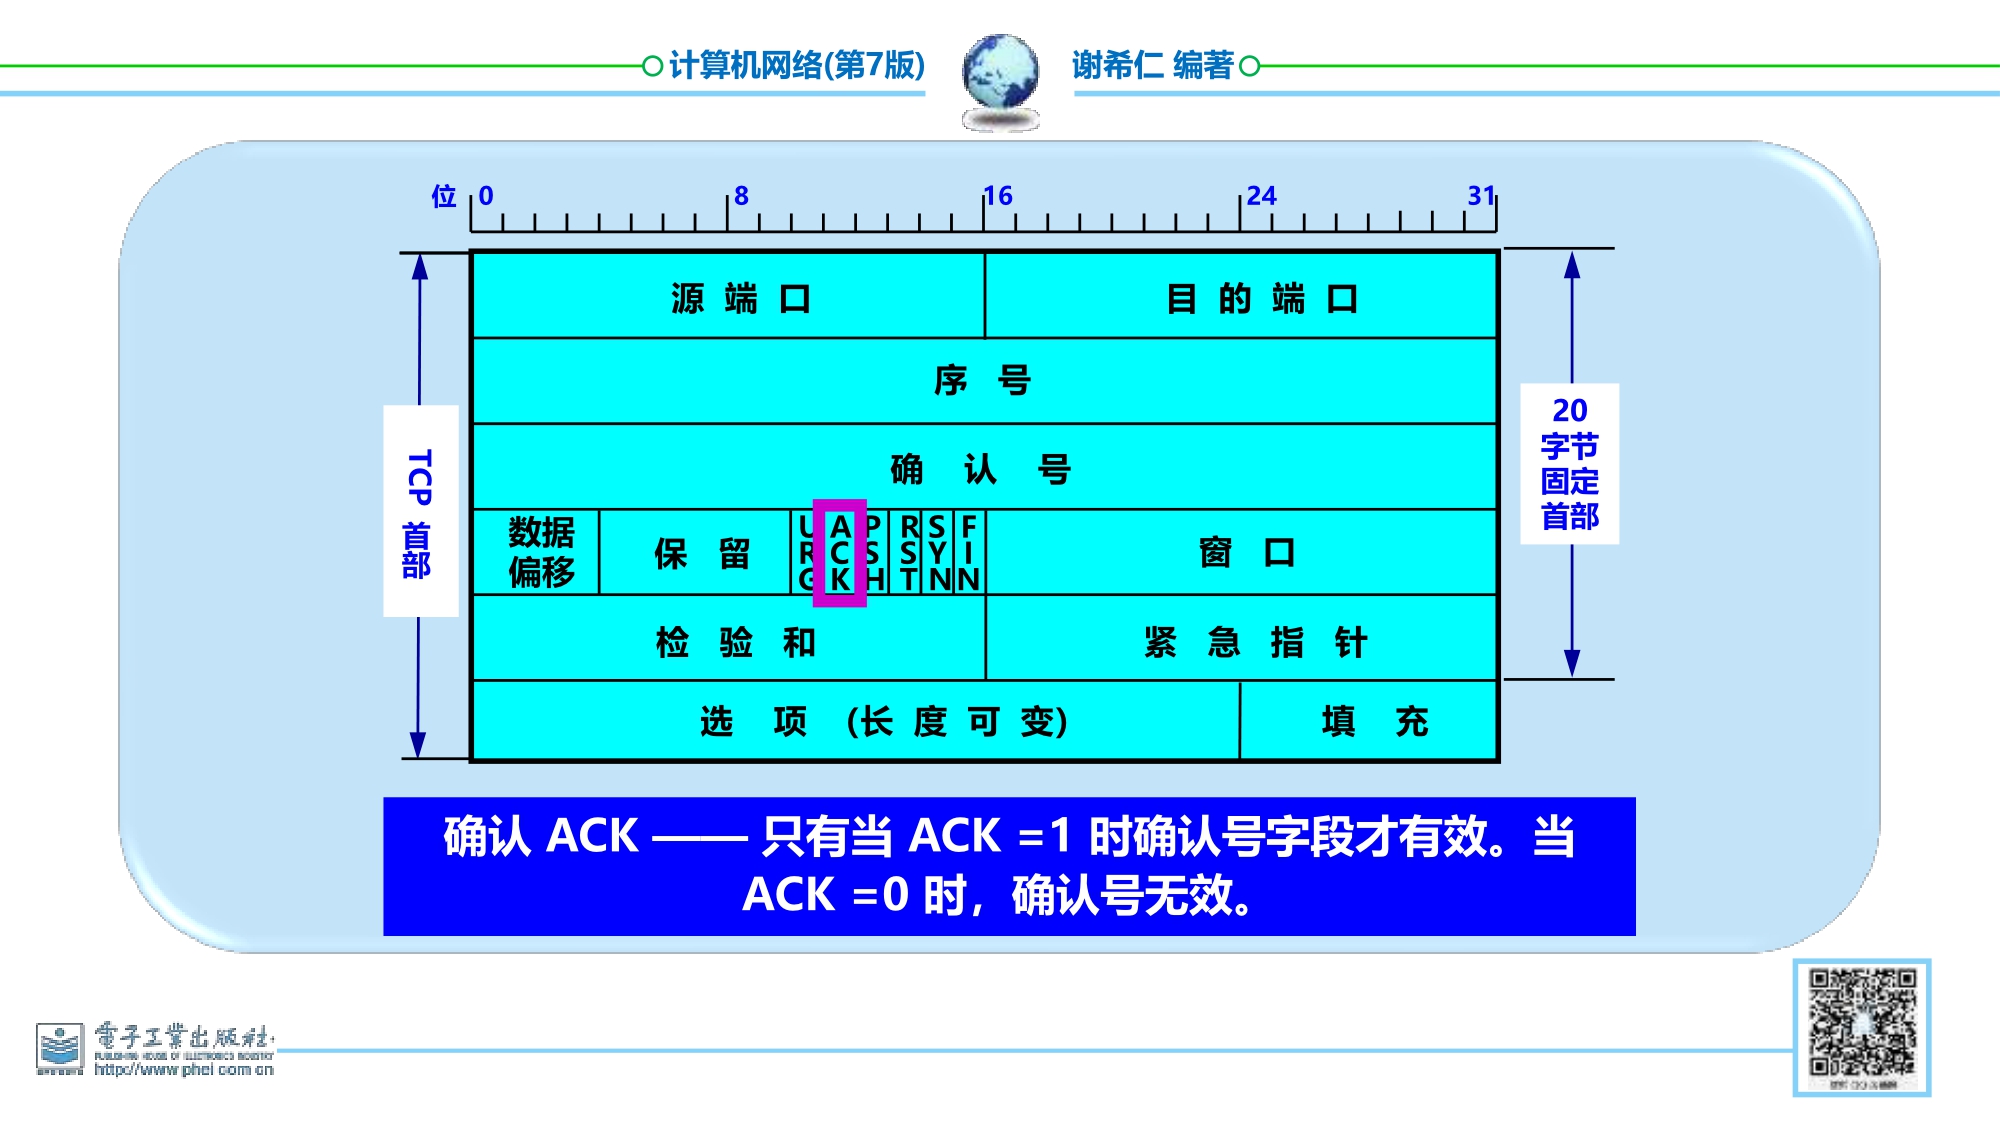 计算机网络(第7版) 谢希仁 编著
位 0 8 16 24 31
源 端 口 目 的 端 口
序 号
确 认 号
数据偏移 保 留 URG ACK PSH RST SYN FIN 窗 口
检 验 和 紧 急 指 针
选 项 (长 度 可 变) 填 充
TCP 首部
20
字节
固定
首部
确认 ACK —— 只有当 ACK =1 时确认号字段才有效。当
ACK =0 时，确认号无效。
電子工業出版社
PUBLISHING HOUSE OF ELECTRONICS INDUSTRY
http://www.phei.com.cn